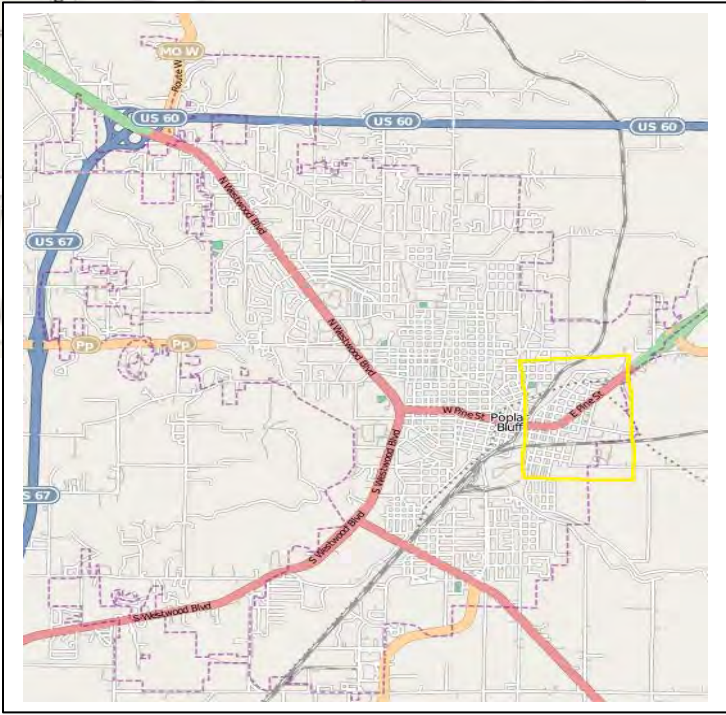 MO W
Route W
US 60
US 60
US 60
N Westwood Blvd
US 67
Pp
Pp
N Westwood Blvd
E Pine St
W Pine St
Popla
Bluff
S Westwood Blvd
S 67
S Westwood Blvd
S Westwood Blvd